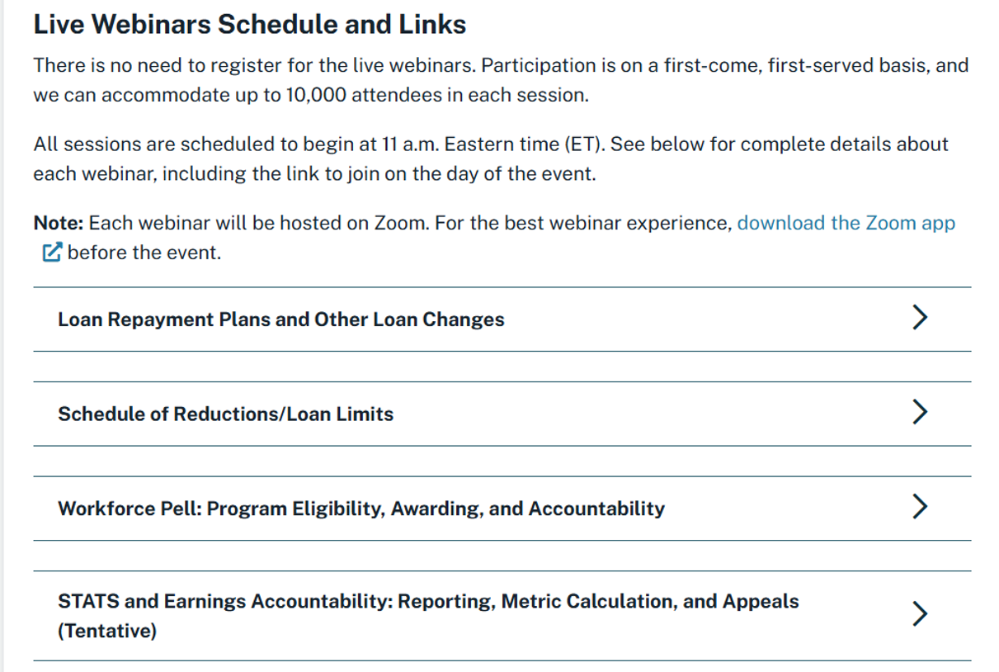 Live Webinars Schedule and Links
There is no need to register for the live webinars. Participation is on a first-come, first-served basis, and
we can accommodate up to 10,000 attendees in each session.
All sessions are scheduled to begin at 11 a.m. Eastern time (ET). See below for complete details about
each webinar, including the link to join on the day of the event.
Note: Each webinar will be hosted on Zoom. For the best webinar experience, download the Zoom app
before the event.
Loan Repayment Plans and Other Loan Changes
Schedule of Reductions/Loan Limits
Workforce Pell: Program Eligibility, Awarding, and Accountability
STATS and Earnings Accountability: Reporting, Metric Calculation, and Appeals
(Tentative)